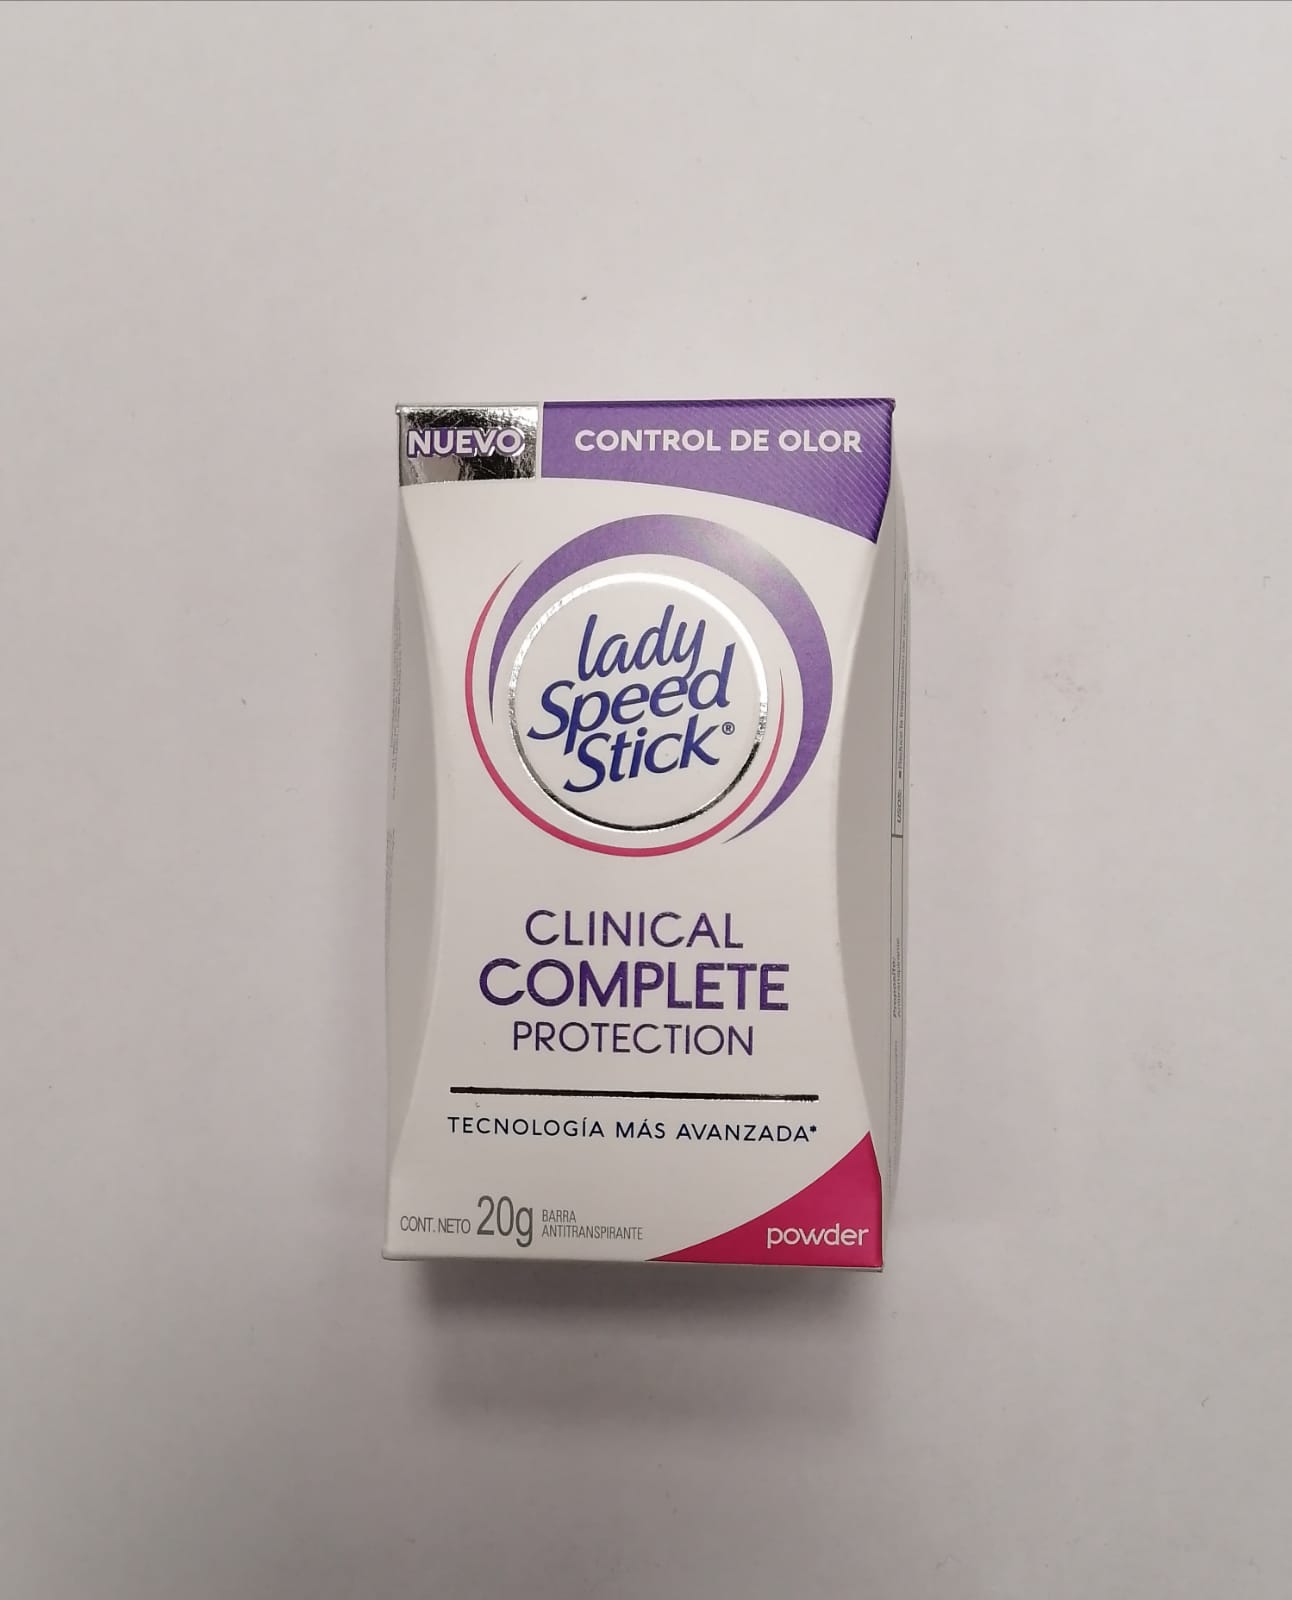 NUEVO
CONTROL DE OLOR
lady
Speed
Stick®
CLINICAL
COMPLETE
PROTECTION
TECNOLOGÍA MÁS AVANZADA*
CONT. NETO 20g BARRA
ANTITRANSPIRANTE
powder